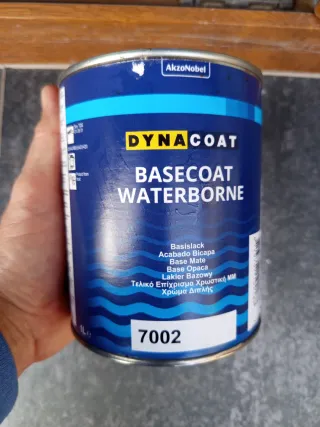 AkzoNobel
DYNACOAT
BASECOAT
WATERBORNE
Basislack
Acabado Bicapa
Base Mate
Base Opaca
Lakier Bazowy
Τελικό Επίχρισμα Χρωστική ΜΜ
Χρώμα Διπλής
7002